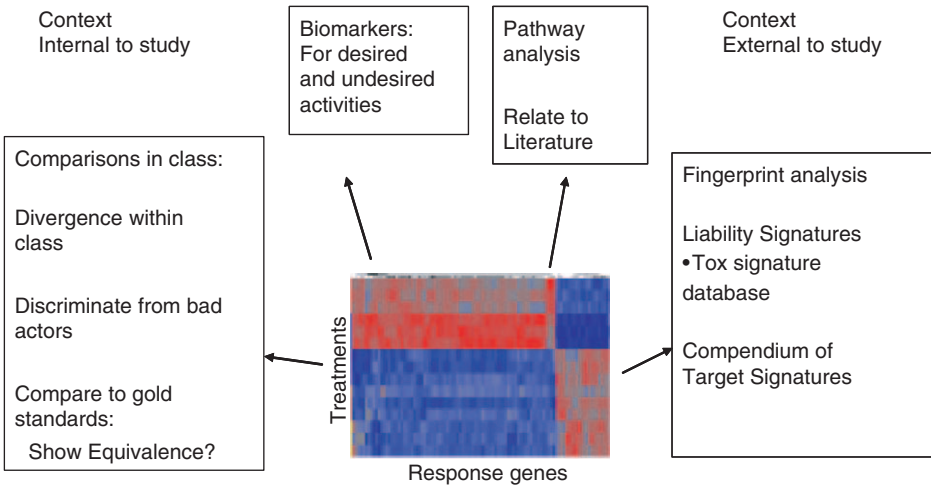 Context
Internal to study
Biomarkers:
For desired
and undesired
activities
Pathway
analysis
Relate to
Literature
Context
External to study
Comparisons in class:
Divergence within
class
Discriminate from bad
actors
Compare to gold
standards:
Show Equivalence?
Treatments
Response genes
Fingerprint analysis
Liability Signatures
•Tox signature
database
Compendium of
Target Signatures